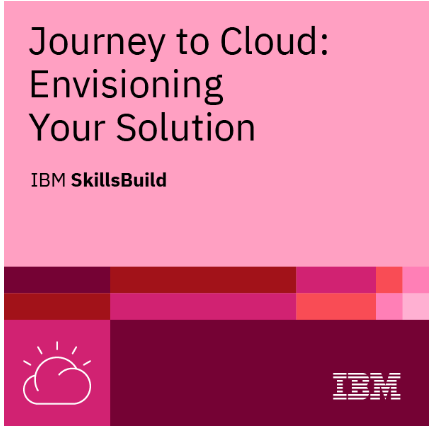 Journey to Cloud:
Envisioning
Your Solution
IBM SkillsBuild
IBM